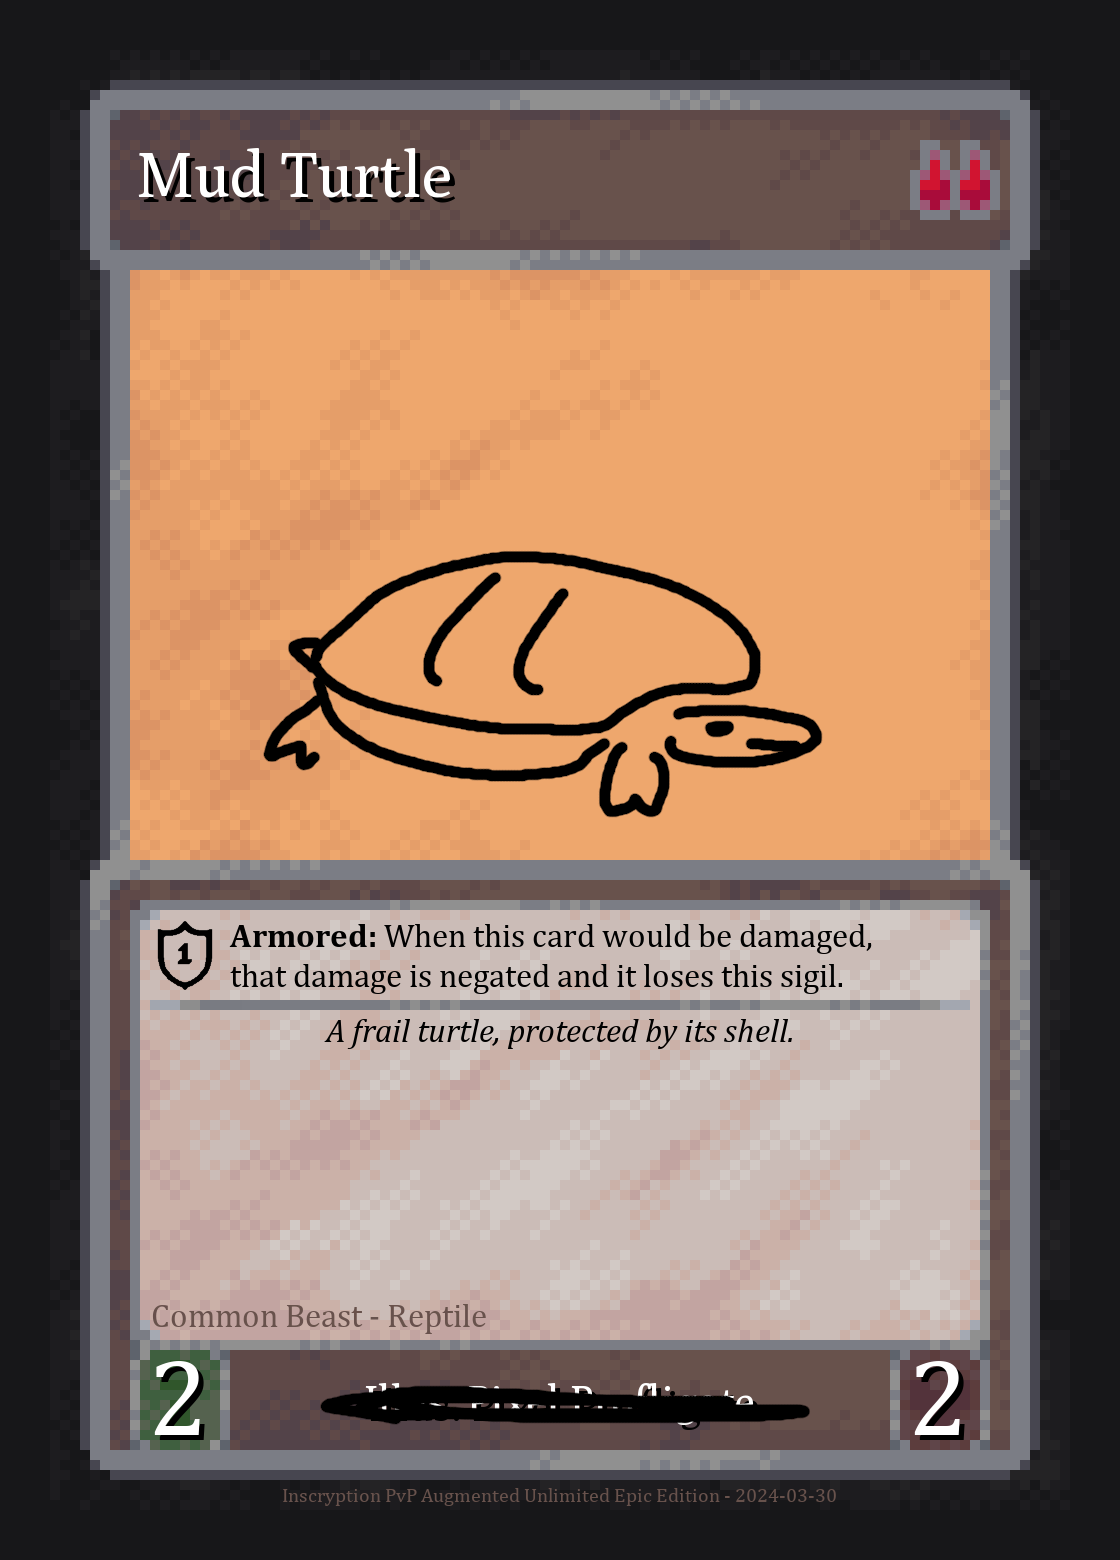 Mud Turtle
1
Armored: When this card would be damaged,
that damage is negated and it loses this sigil.
A frail turtle, protected by its shell.
Common Beast - Reptile
2
2
Inscryption PvP Augmented Unlimited Epic Edition - 2024-03-30